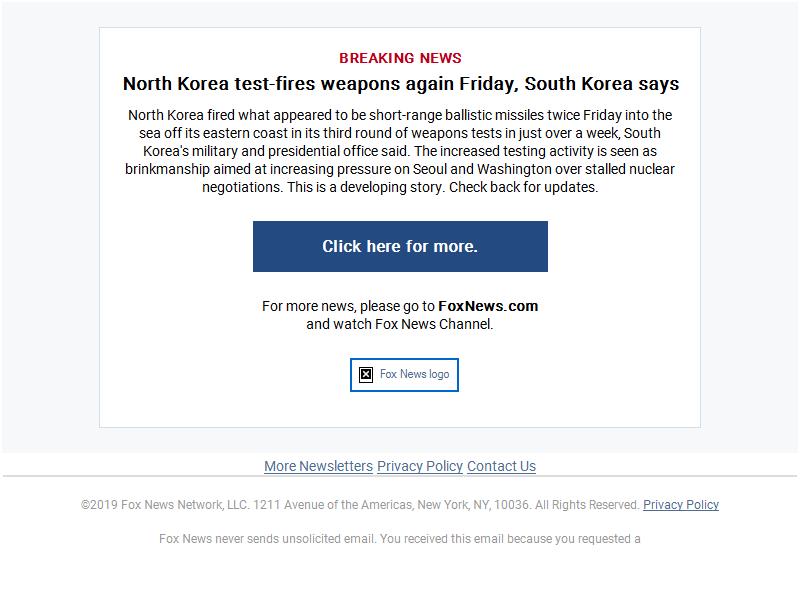 BREAKING NEWS
North Korea test-fires weapons again Friday, South Korea says
North Korea fired what appeared to be short-range ballistic missiles twice Friday into the
sea off its eastern coast in its third round of weapons tests in just over a week, South
Korea's military and presidential office said. The increased testing activity is seen as
brinkmanship aimed at increasing pressure on Seoul and Washington over stalled nuclear
negotiations. This is a developing story. Check back for updates.
Click here for more.
For more news, please go to FoxNews.com
and watch Fox News Channel.
Fox News logo
More Newsletters Privacy Policy Contact Us
©2019 Fox News Network, LLC. 1211 Avenue of the Americas, New York, NY, 10036. All Rights Reserved. Privacy Policy
Fox News never sends unsolicited email. You received this email because you requested a